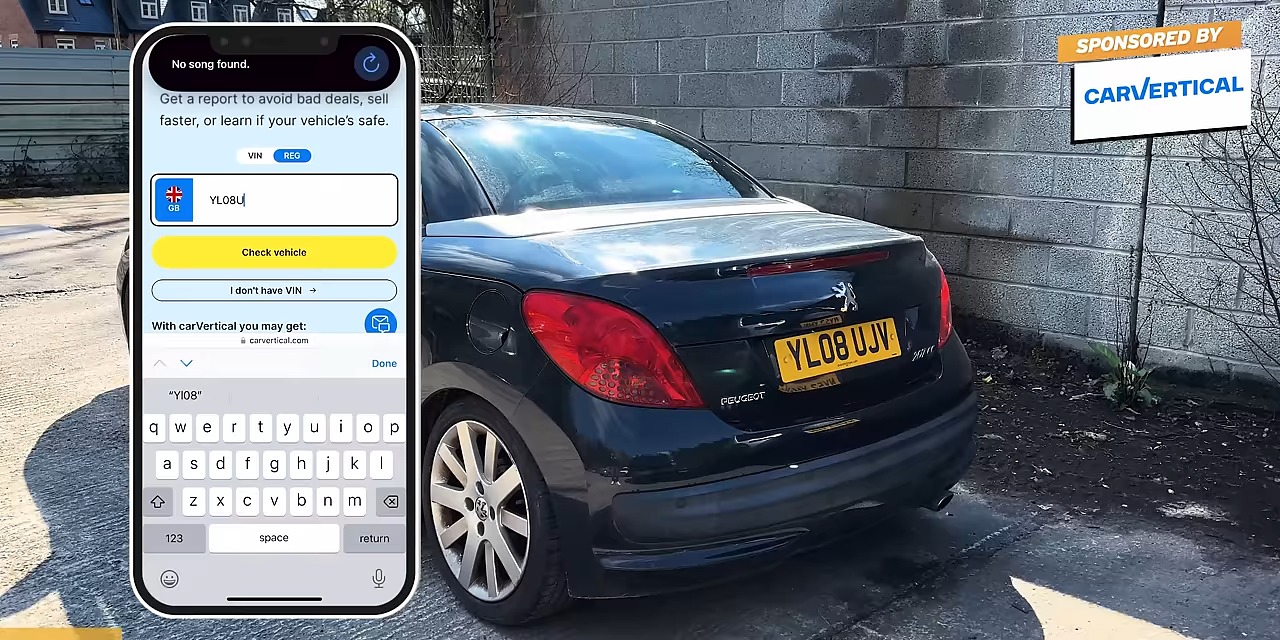 No song found.
Get a report to avoid bad deals, sell
faster, or learn if your vehicle's safe.
VIN
REG
GB
YL08U
Check vehicle
I don't have VIN →
With carVertical you may get:
carvertical.com
Done
“Yl08”
q w e r t y u i o p
a s d f g h j k l
z x c v b n m
123
space
return
SPONSORED BY
CARVERTICAL
YL08 UJV
PEUGEOT